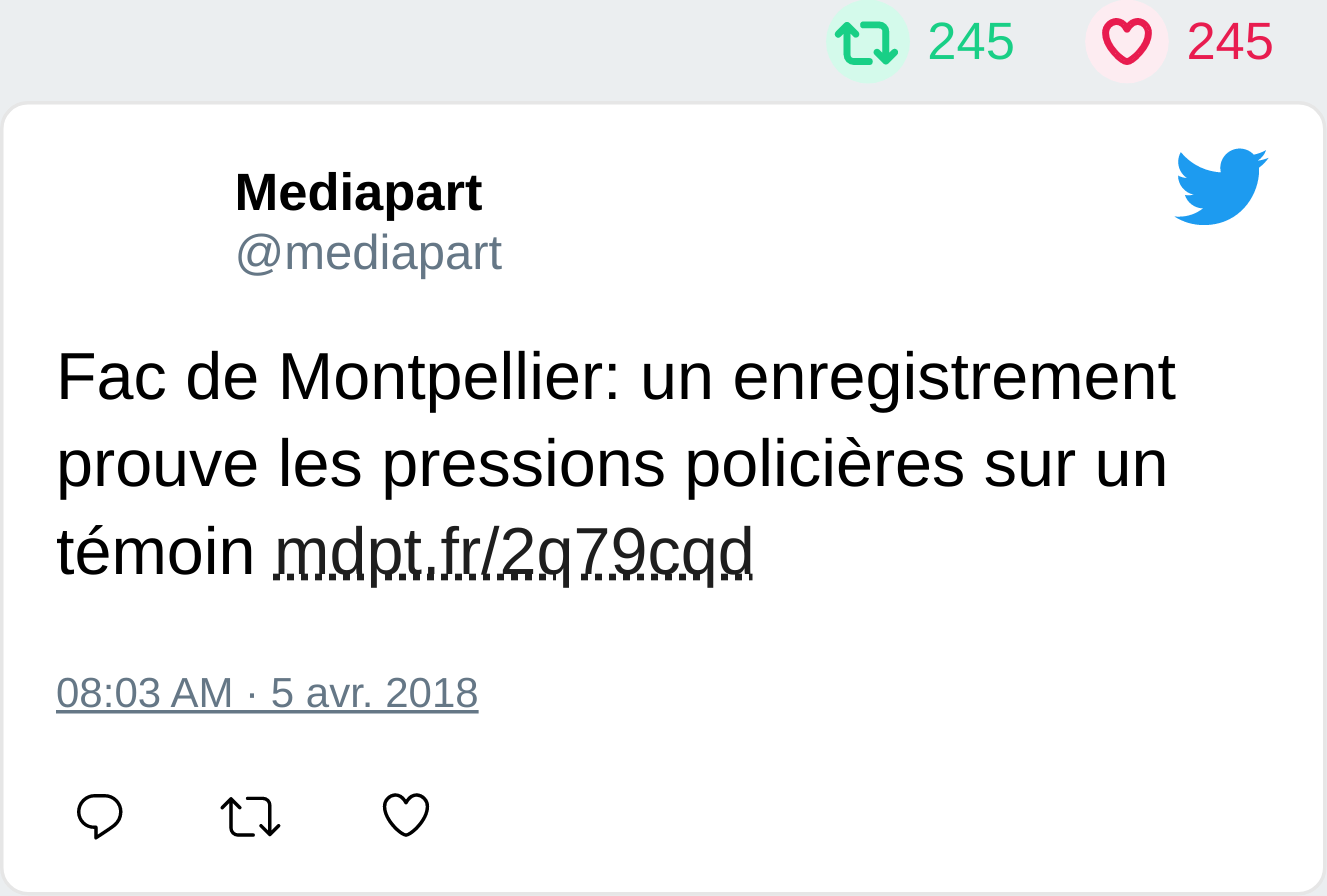 245 245
Mediapart
@mediapart
Fac de Montpellier: un enregistrement
prouve les pressions policières sur un
témoin mdpt.fr/2q79cqd
08:03 AM · 5 avr. 2018